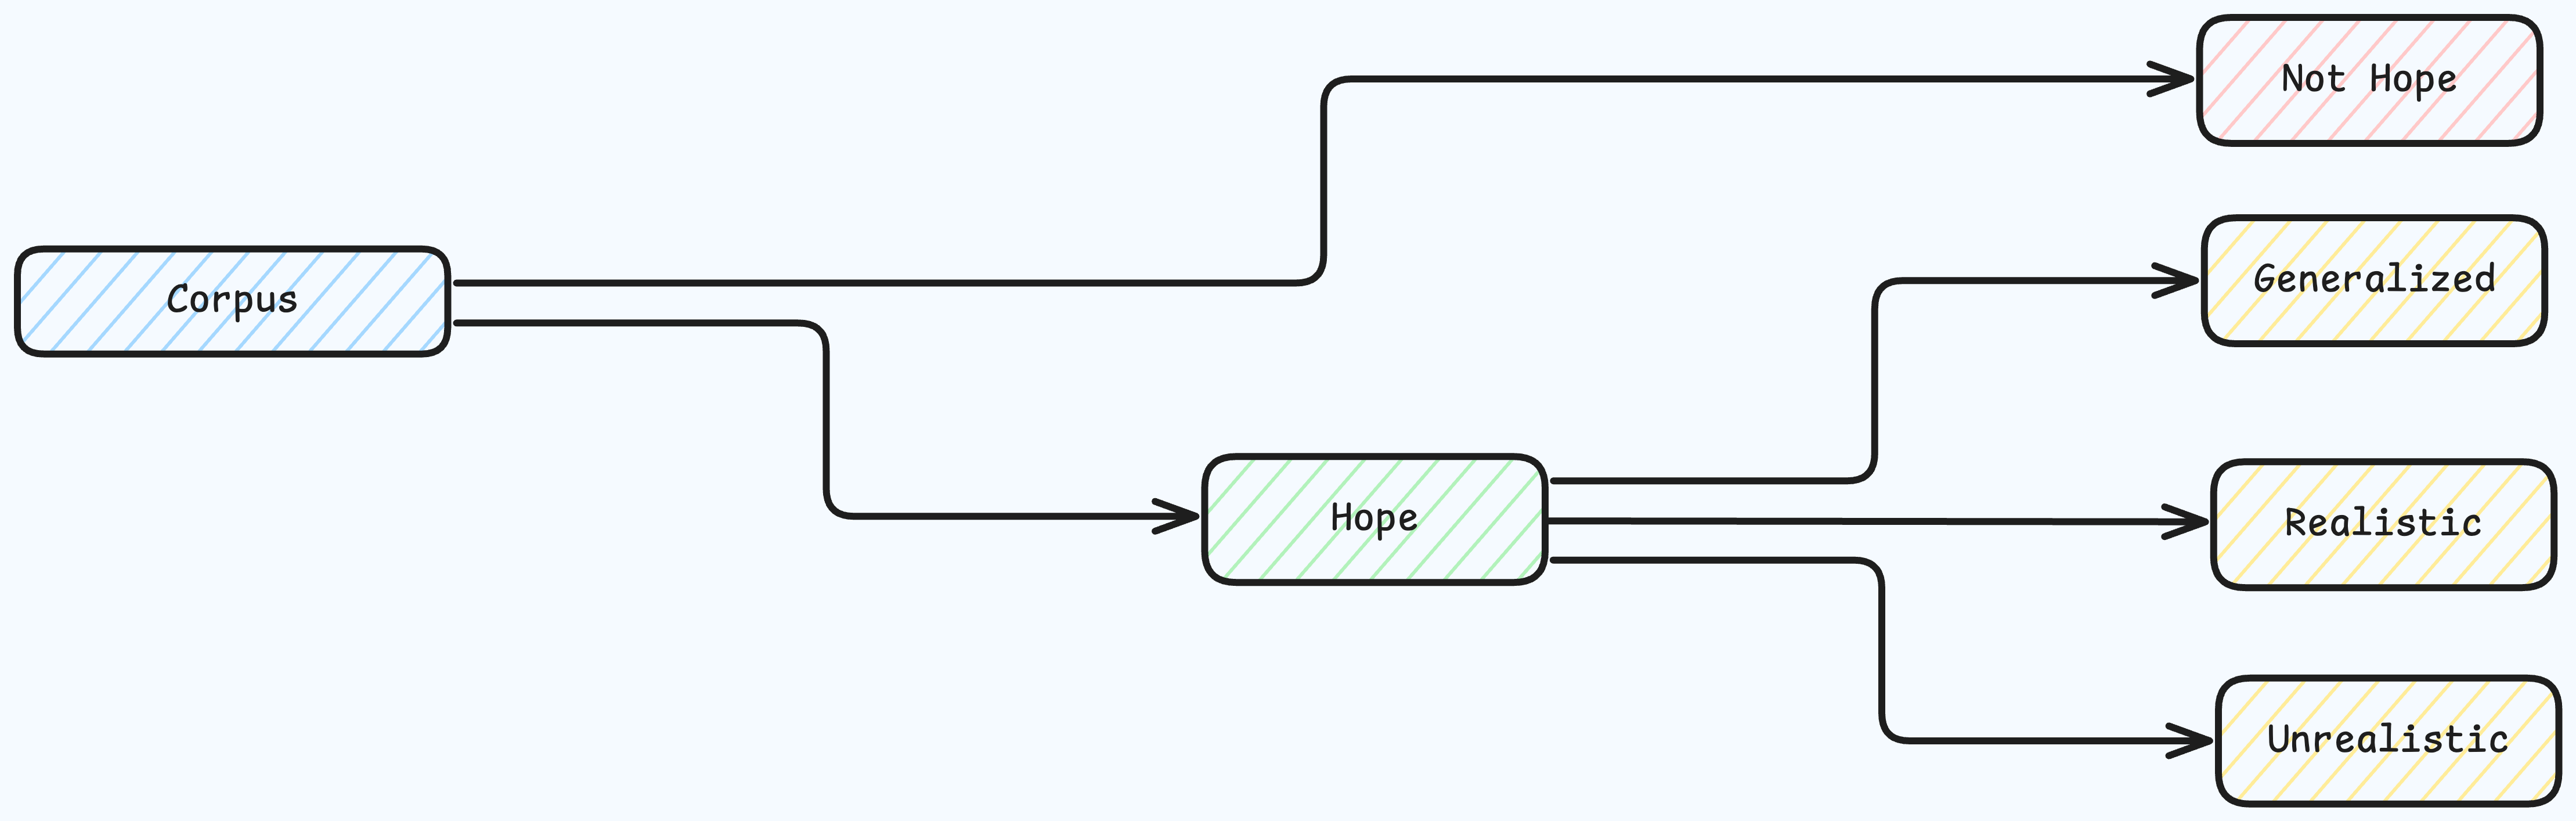 Not Hope
Corpus
Generalized
Hope
Realistic
Unrealistic